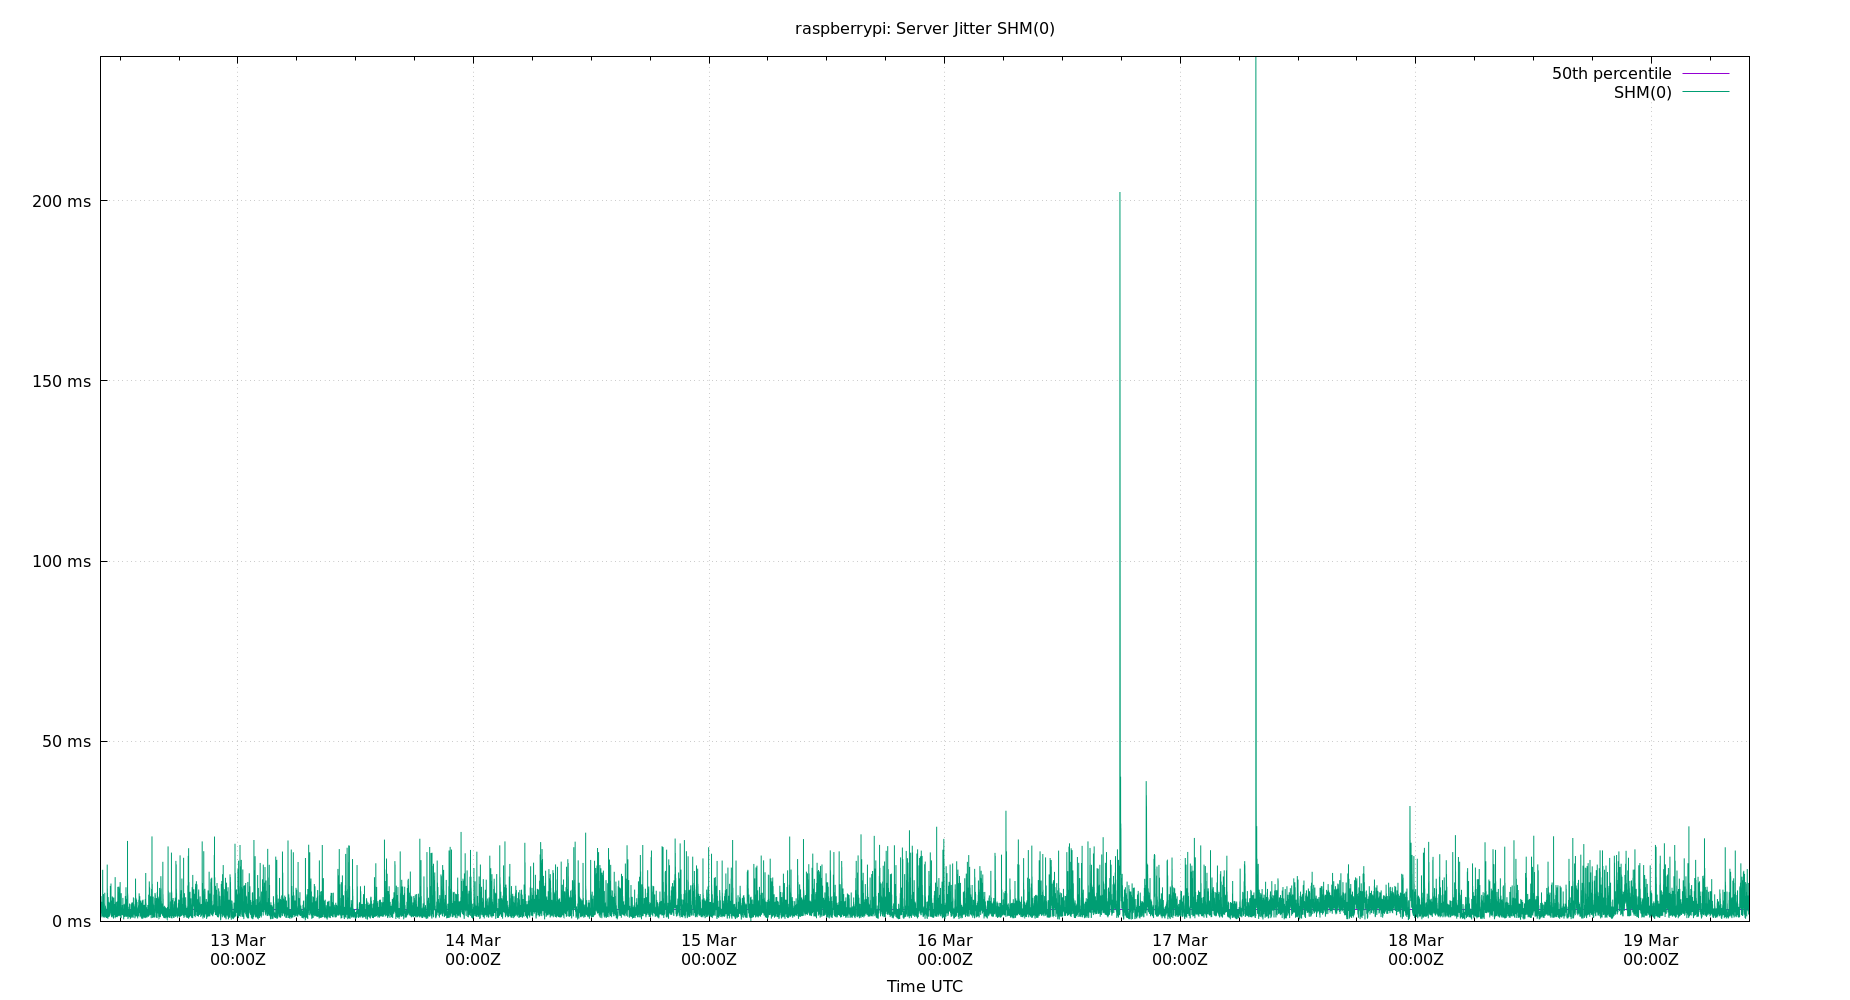 raspberrypi: Server Jitter SHM(0)
50th percentile
SHM(0)
200 ms
150 ms
100 ms
50 ms
0 ms
13 Mar 14 Mar 15 Mar 16 Mar 17 Mar 18 Mar 19 Mar
00:00Z 00:00Z 00:00Z 00:00Z 00:00Z 00:00Z 00:00Z
Time UTC